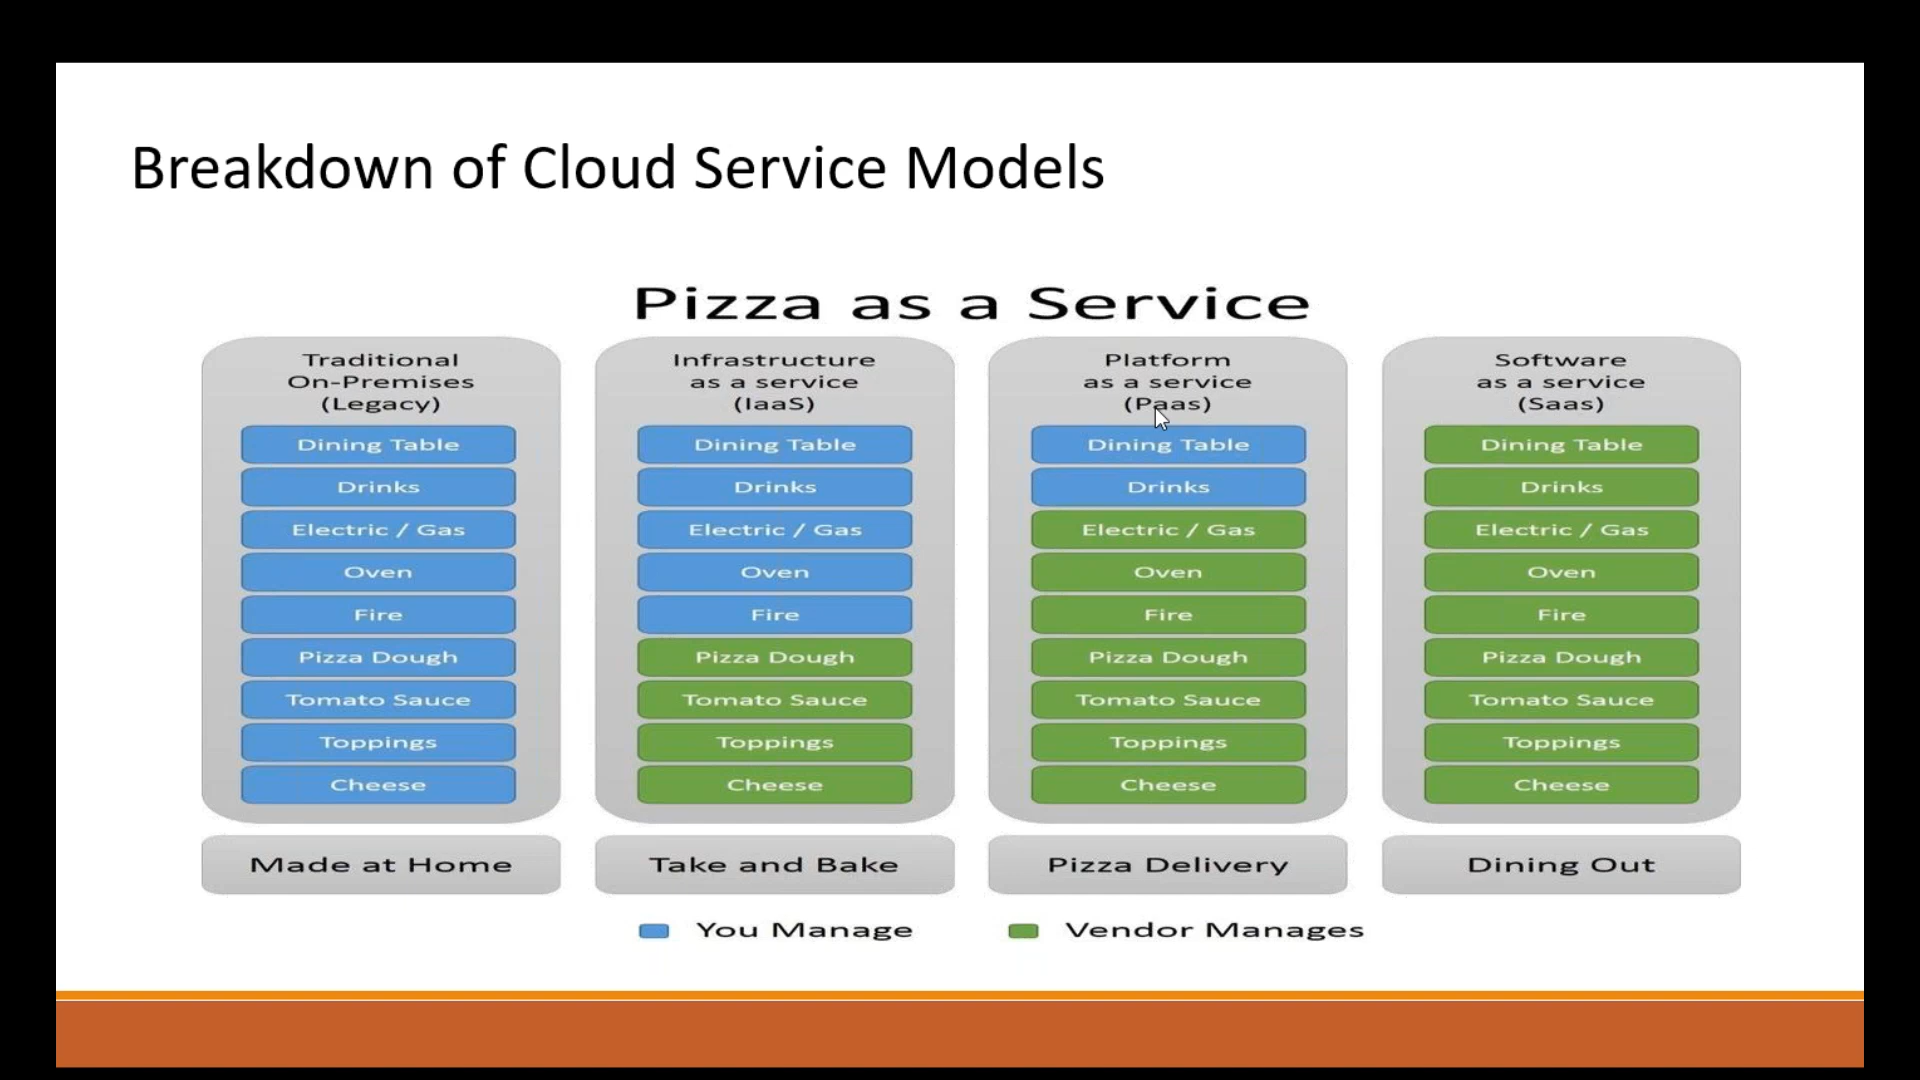 Breakdown of Cloud Service Models
Pizza as a Service
Traditional
On-Premises
(Legacy)
Dining Table
Drinks
Electric / Gas
Oven
Fire
Pizza Dough
Tomato Sauce
Toppings
Cheese
Made at Home
Infrastructure
as a service
(IaaS)
Dining Table
Drinks
Electric / Gas
Oven
Fire
Pizza Dough
Tomato Sauce
Toppings
Cheese
Take and Bake
Platform
as a service
(Paas)
Dining Table
Drinks
Electric / Gas
Oven
Fire
Pizza Dough
Tomato Sauce
Toppings
Cheese
Pizza Delivery
Software
as a service
(Saas)
Dining Table
Drinks
Electric / Gas
Oven
Fire
Pizza Dough
Tomato Sauce
Toppings
Cheese
Dining Out
You Manage
Vendor Manages